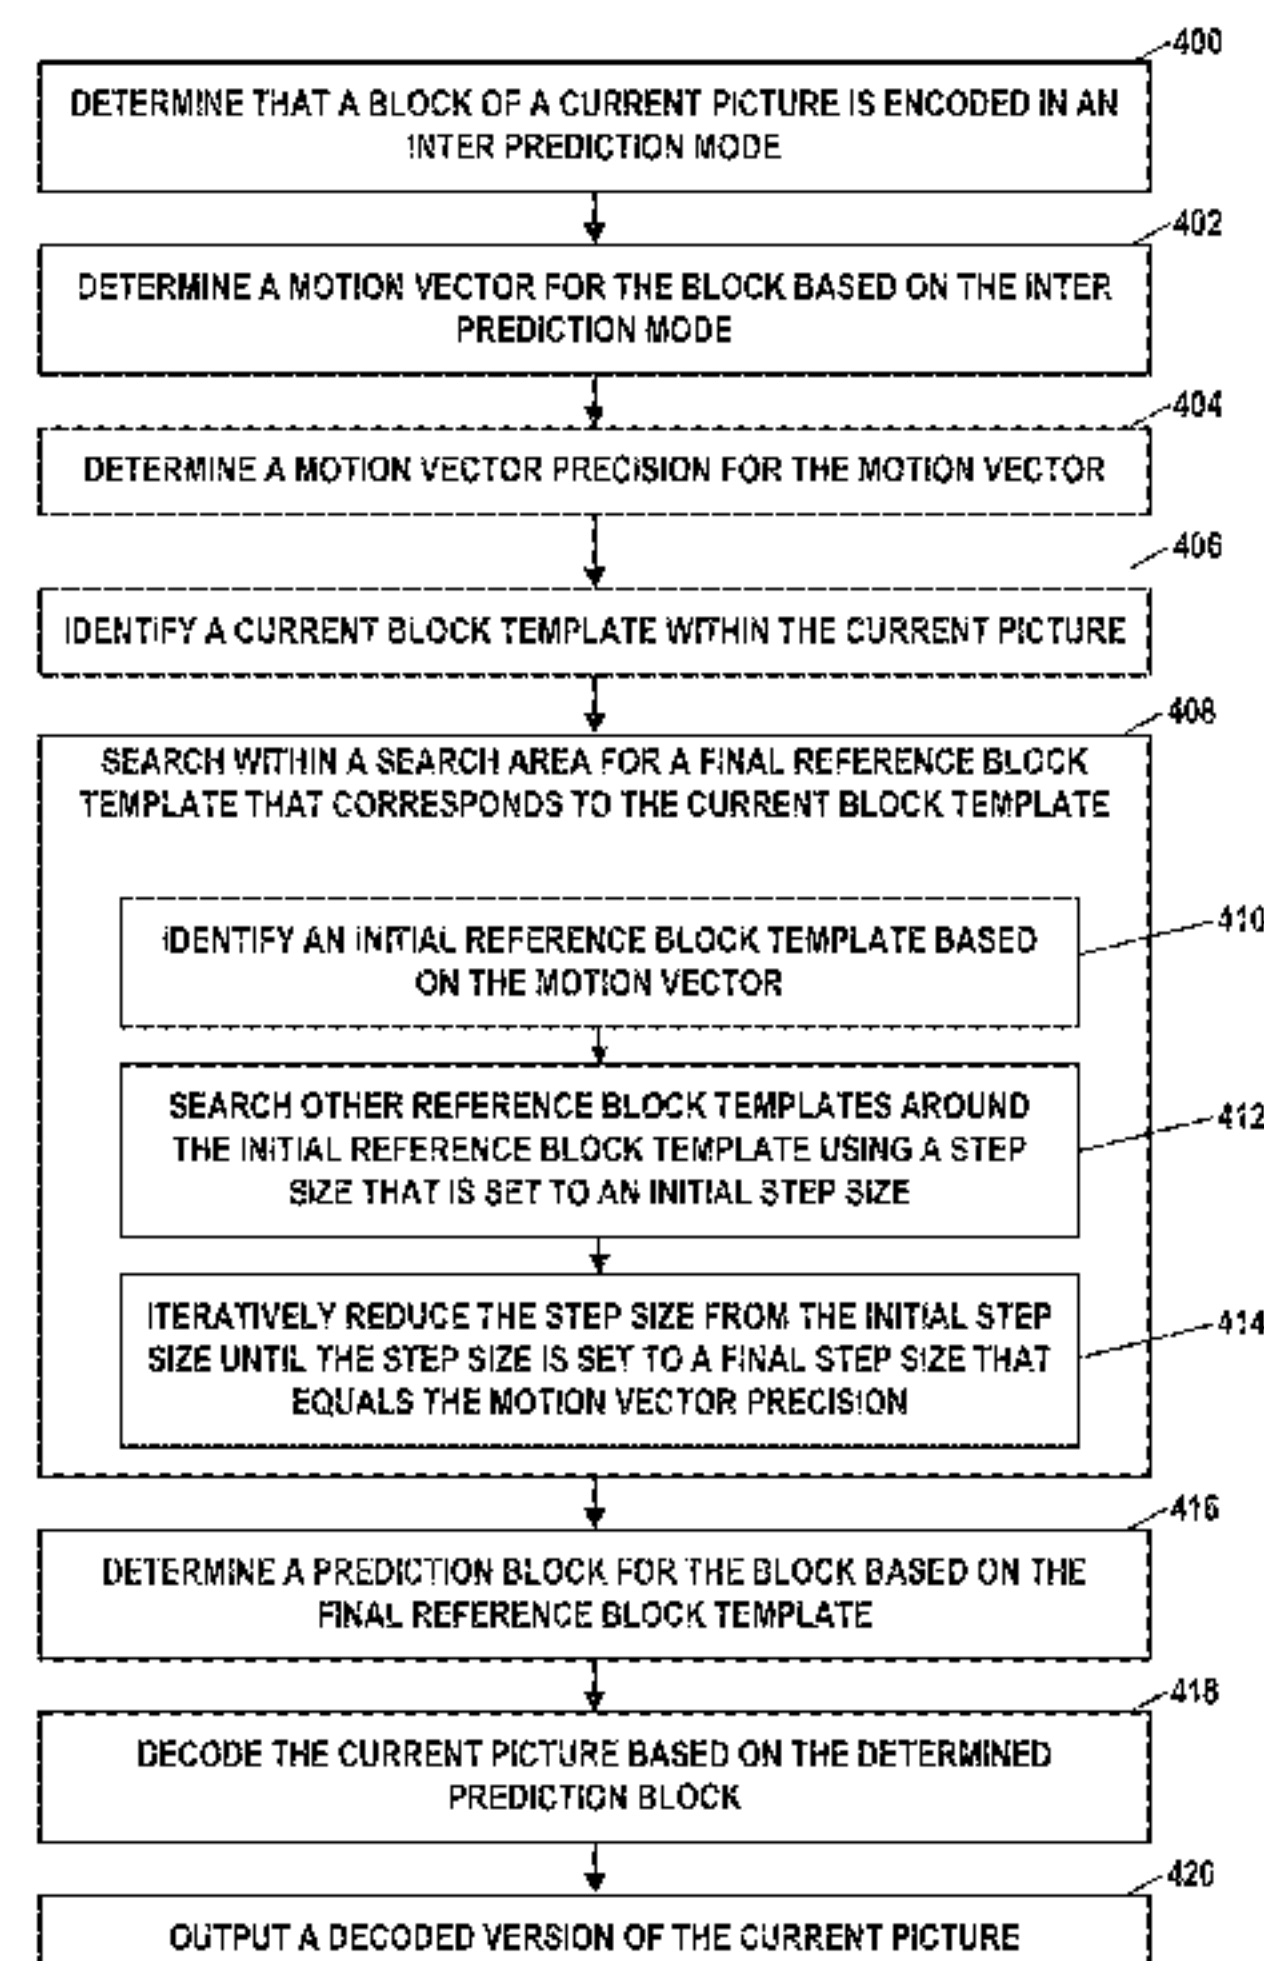 400
DETERMINE THAT A BLOCK OF A CURRENT PICTURE IS ENCODED IN AN
INTER PREDICTION MODE
402
DETERMINE A MOTION VECTOR FOR THE BLOCK BASED ON THE INTER
PREDICTION MODE
404
DETERMINE A MOTION VECTOR PRECISION FOR THE MOTION VECTOR
406
IDENTIFY A CURRENT BLOCK TEMPLATE WITHIN THE CURRENT PICTURE
408
SEARCH WITHIN A SEARCH AREA FOR A FINAL REFERENCE BLOCK
TEMPLATE THAT CORRESPONDS TO THE CURRENT BLOCK TEMPLATE
410
IDENTIFY AN INITIAL REFERENCE BLOCK TEMPLATE BASED
ON THE MOTION VECTOR
412
SEARCH OTHER REFERENCE BLOCK TEMPLATES AROUND
THE INITIAL REFERENCE BLOCK TEMPLATE USING A STEP
SIZE THAT IS SET TO AN INITIAL STEP SIZE
414
ITERATIVELY REDUCE THE STEP SIZE FROM THE INITIAL STEP
SIZE UNTIL THE STEP SIZE IS SET TO A FINAL STEP SIZE THAT
EQUALS THE MOTION VECTOR PRECISION
416
DETERMINE A PREDICTION BLOCK FOR THE BLOCK BASED ON THE
FINAL REFERENCE BLOCK TEMPLATE
418
DECODE THE CURRENT PICTURE BASED ON THE DETERMINED
PREDICTION BLOCK
420
OUTPUT A DECODED VERSION OF THE CURRENT PICTURE